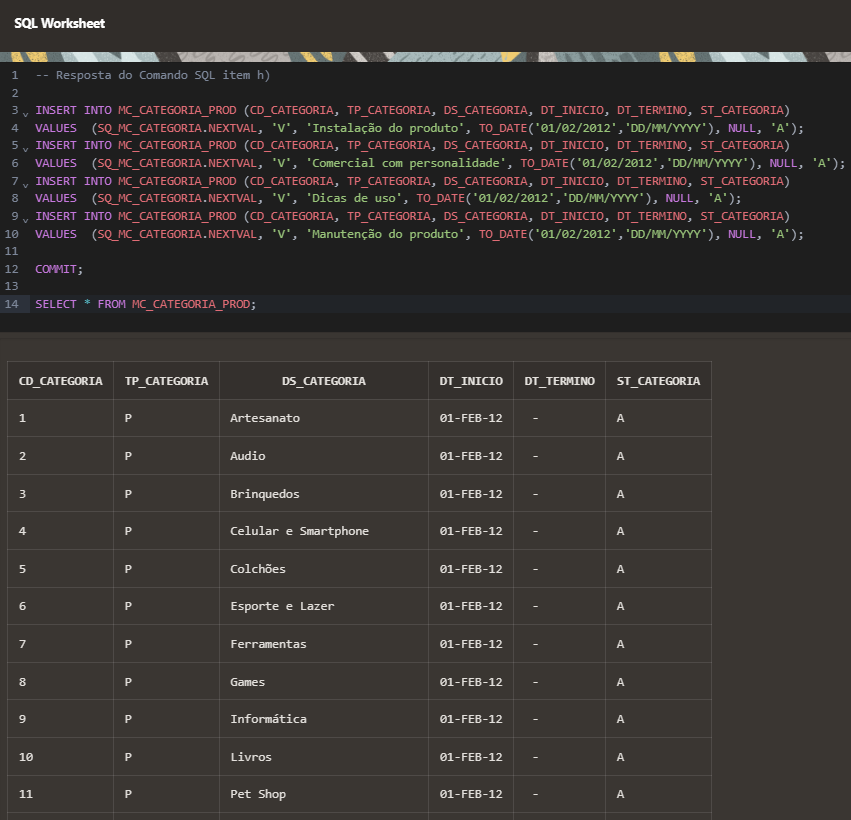 SQL Worksheet
1 -- Resposta do Comando SQL item h)
2
3 INSERT INTO MC_CATEGORIA_PROD (CD_CATEGORIA, TP_CATEGORIA, DS_CATEGORIA, DT_INICIO, DT_TERMINO, ST_CATEGORIA)
4 VALUES  (SQ_MC_CATEGORIA.NEXTVAL, 'V', 'Instalação do produto', TO_DATE('01/02/2012','DD/MM/YYYY'), NULL, 'A');
5 INSERT INTO MC_CATEGORIA_PROD (CD_CATEGORIA, TP_CATEGORIA, DS_CATEGORIA, DT_INICIO, DT_TERMINO, ST_CATEGORIA)
6 VALUES  (SQ_MC_CATEGORIA.NEXTVAL, 'V', 'Comercial com personalidade', TO_DATE('01/02/2012','DD/MM/YYYY'), NULL, 'A');
7 INSERT INTO MC_CATEGORIA_PROD (CD_CATEGORIA, TP_CATEGORIA, DS_CATEGORIA, DT_INICIO, DT_TERMINO, ST_CATEGORIA)
8 VALUES  (SQ_MC_CATEGORIA.NEXTVAL, 'V', 'Dicas de uso', TO_DATE('01/02/2012','DD/MM/YYYY'), NULL, 'A');
9 INSERT INTO MC_CATEGORIA_PROD (CD_CATEGORIA, TP_CATEGORIA, DS_CATEGORIA, DT_INICIO, DT_TERMINO, ST_CATEGORIA)
10 VALUES  (SQ_MC_CATEGORIA.NEXTVAL, 'V', 'Manutenção do produto', TO_DATE('01/02/2012','DD/MM/YYYY'), NULL, 'A');
11
12 COMMIT;
13
14 SELECT * FROM MC_CATEGORIA_PROD;
CD_CATEGORIA TP_CATEGORIA DS_CATEGORIA DT_INICIO DT_TERMINO ST_CATEGORIA
1 P Artesanato 01-FEB-12 - A
2 P Audio 01-FEB-12 - A
3 P Brinquedos 01-FEB-12 - A
4 P Celular e Smartphone 01-FEB-12 - A
5 P Colchões 01-FEB-12 - A
6 P Esporte e Lazer 01-FEB-12 - A
7 P Ferramentas 01-FEB-12 - A
8 P Games 01-FEB-12 - A
9 P Informática 01-FEB-12 - A
10 P Livros 01-FEB-12 - A
11 P Pet Shop 01-FEB-12 - A